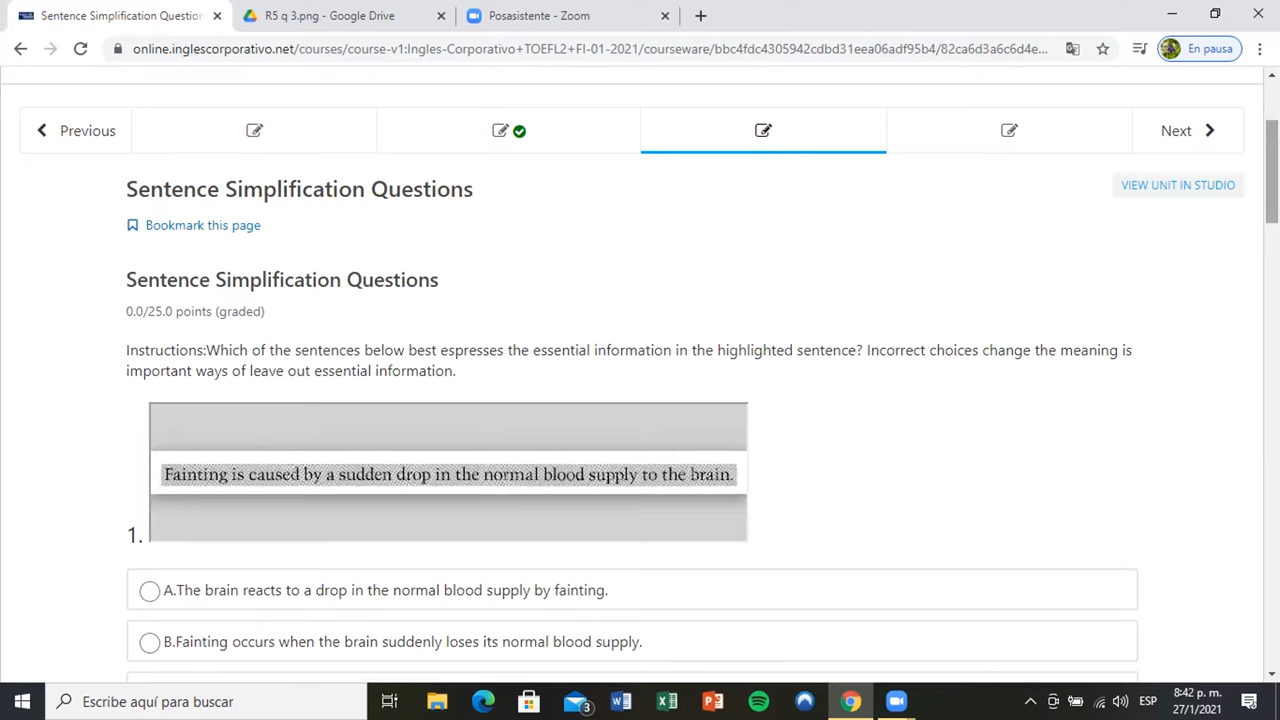 Sentence Simplification Question
R5 q 3.png - Google Drive
Posasistente - Zoom
online.inglescorporativo.net/courses/course-v1:Ingles-Corporativo+TOEFL2+FI-01-2021/courseware/bbc4fdc4305942cdbd31eea06adf95b4/82ca6d3a6c6d4e...
En pausa
Previous
Next
Sentence Simplification Questions
VIEW UNIT IN STUDIO
Bookmark this page
Sentence Simplification Questions
0.0/25.0 points (graded)
Instructions:Which of the sentences below best espresses the essential information in the highlighted sentence? Incorrect choices change the meaning is
important ways of leave out essential information.
Fainting is caused by a sudden drop in the normal blood supply to the brain.
1.
A.The brain reacts to a drop in the normal blood supply by fainting.
B.Fainting occurs when the brain suddenly loses its normal blood supply.
Escribe aquí para buscar
3
ESP
8:42 p. m.
27/1/2021